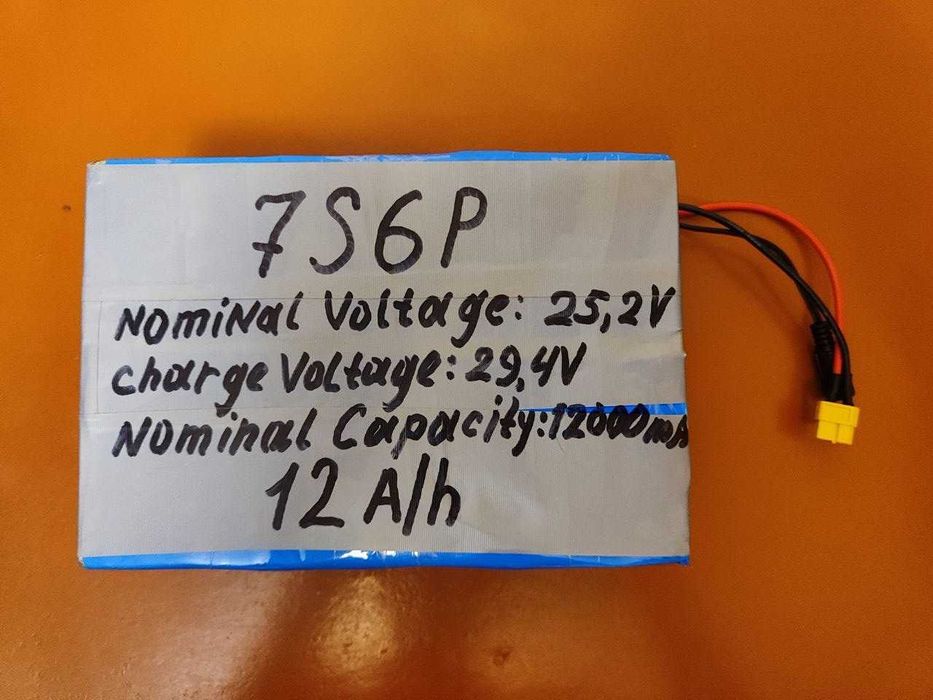 7S6P
Nominal Voltage: 25,2V
charge Voltage: 29,4V
Nominal Capacity: 12000mA
12 A/h